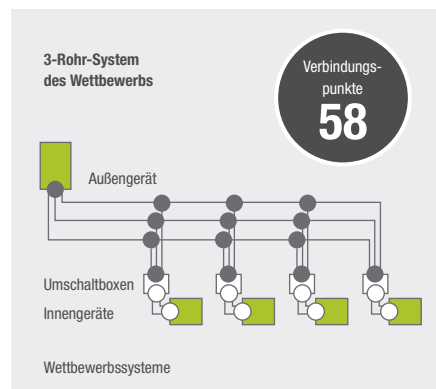 3-Rohr-System
des Wettbewerbs
Verbindungs-
punkte
58
Außengerät
Umschaltboxen
Innengeräte
Wettbewerbssysteme